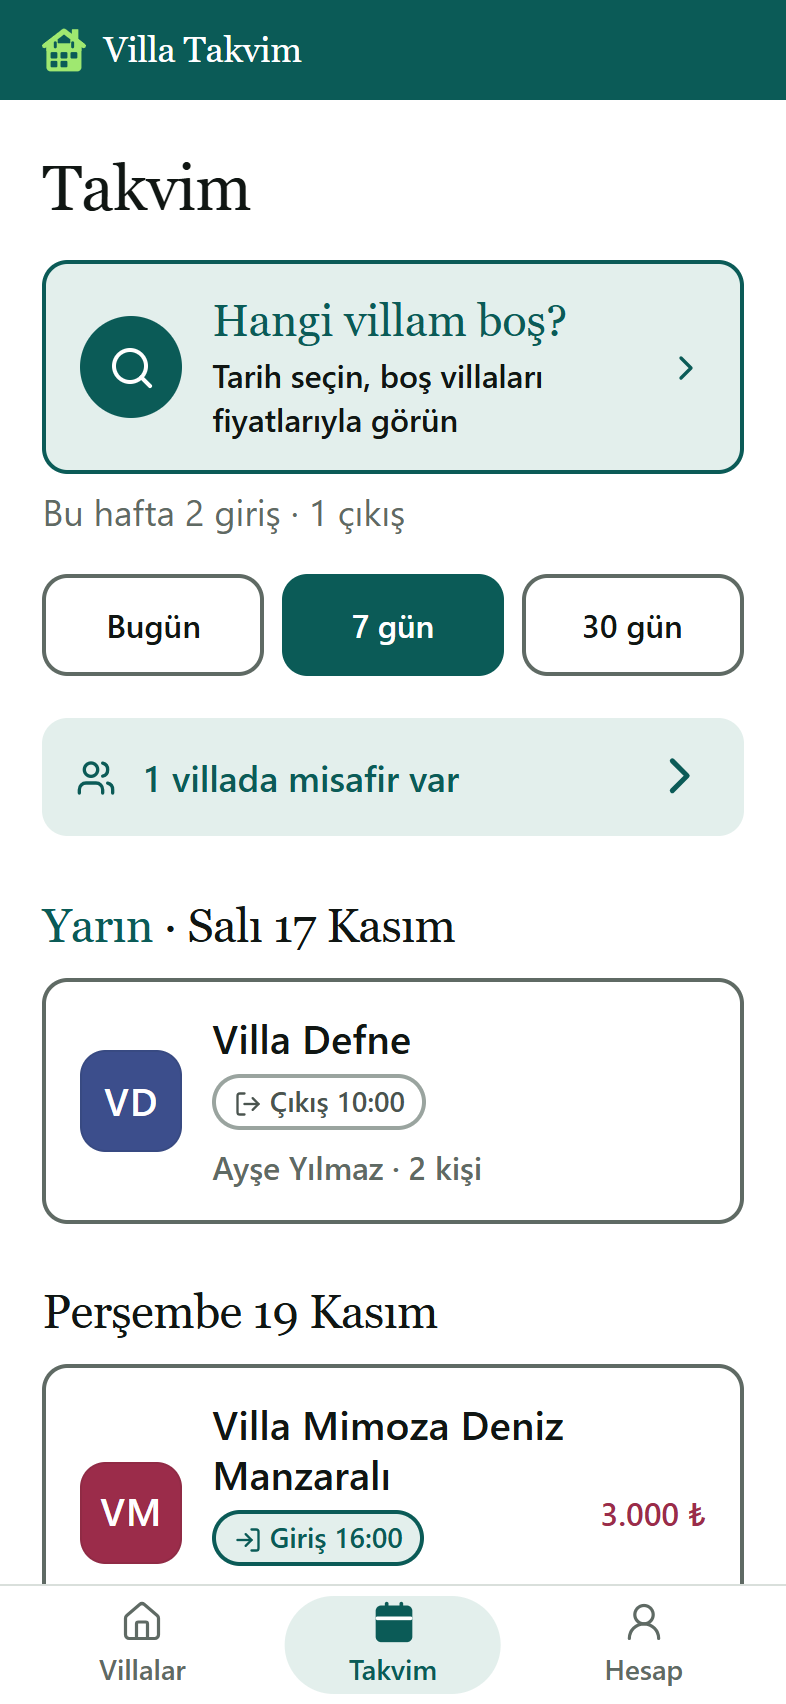 Villa Takvim
Takvim
Hangi villam boş?
Tarih seçin, boş villaları
fiyatlarıyla görün
Bu hafta 2 giriş · 1 çıkış
Bugün
7 gün
30 gün
1 villada misafir var
Yarın · Salı 17 Kasım
VD
Villa Defne
Çıkış 10:00
Ayşe Yılmaz · 2 kişi
Perşembe 19 Kasım
VM
Villa Mimoza Deniz
Manzaralı
Giriş 16:00
3.000 ₺
Villalar
Takvim
Hesap